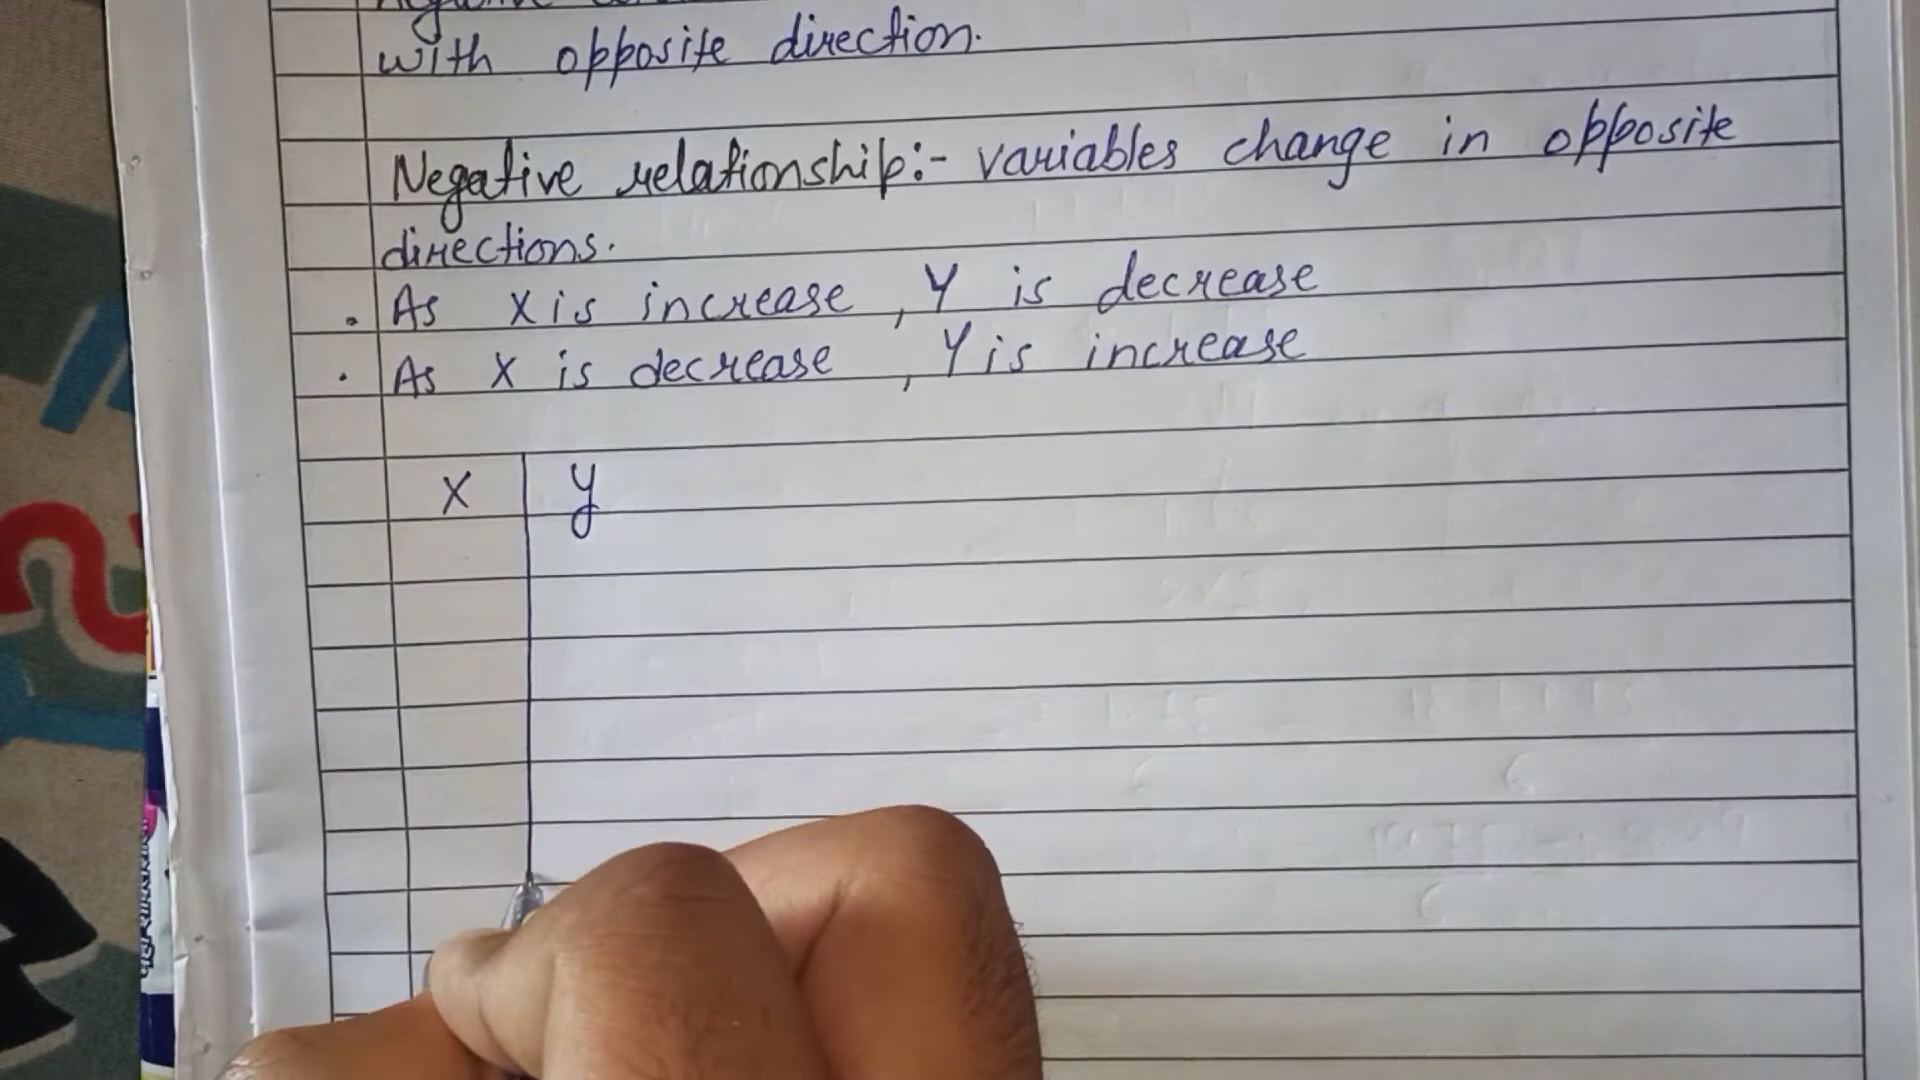 with opposite direction.
Negative relationship:- variables change in opposite
directions.
. As X is increase , Y is decrease
. As X is decrease , Y is increase
X | y